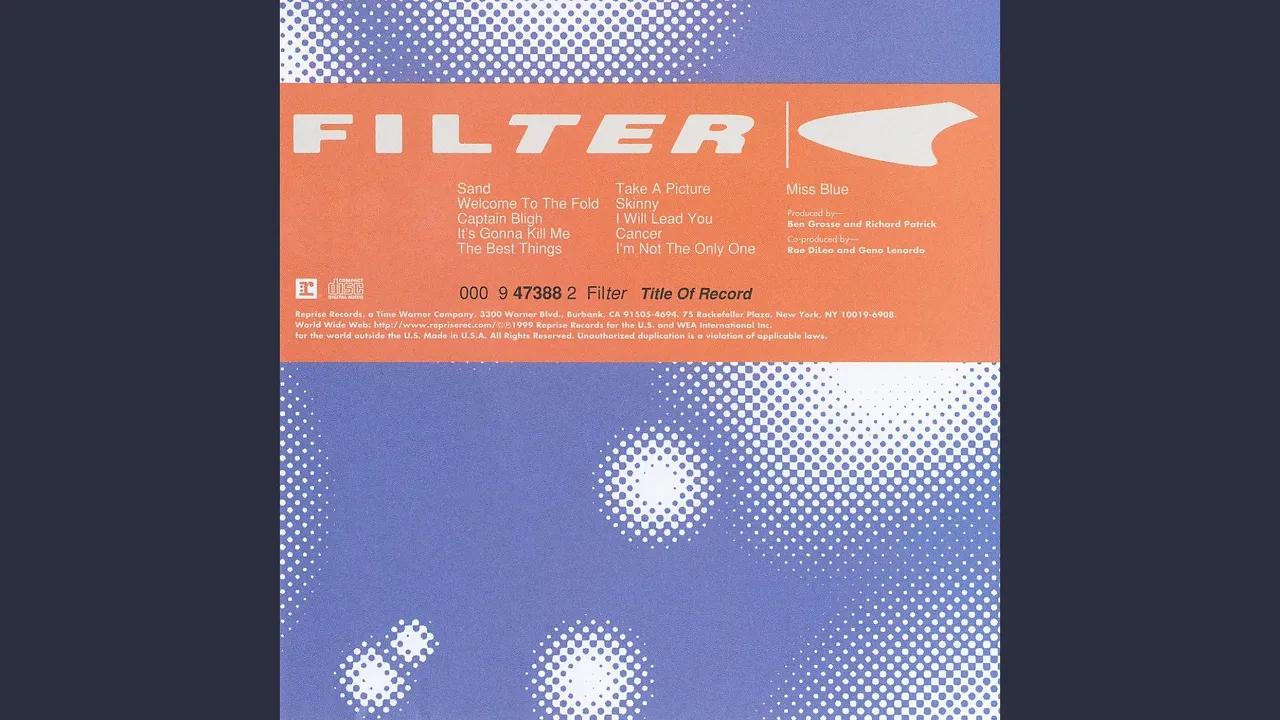 FILTER
Sand
Welcome To The Fold
Captain Bligh
It's Gonna Kill Me
The Best Things
Take A Picture
Skinny
I Will Lead You
Cancer
I'm Not The Only One
Miss Blue
Produced by—
Ben Grosse and Richard Patrick
Co-produced by—
Rae DiLeo and Geno Lenardo
r
COMPACT
disc
DIGITAL AUDIO
000 9 47388 2 Filter Title Of Record
Reprise Records, a Time Warner Company, 3300 Warner Blvd., Burbank, CA 91505-4694. 75 Rockefeller Plaza, New York, NY 10019-6908.
World Wide Web: http://www.repriserec.com/©℗1999 Reprise Records for the U.S. and WEA International Inc.
for the world outside the U.S. Made in U.S.A. All Rights Reserved. Unauthorized duplication is a violation of applicable laws.